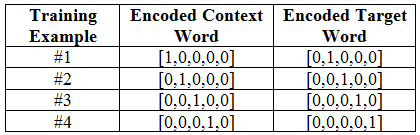 Training Example Encoded Context Word Encoded Target Word
#1 [1,0,0,0,0] [0,1,0,0,0]
#2 [0,1,0,0,0] [0,0,1,0,0]
#3 [0,0,1,0,0] [0,0,0,1,0]
#4 [0,0,0,1,0] [0,0,0,0,1]